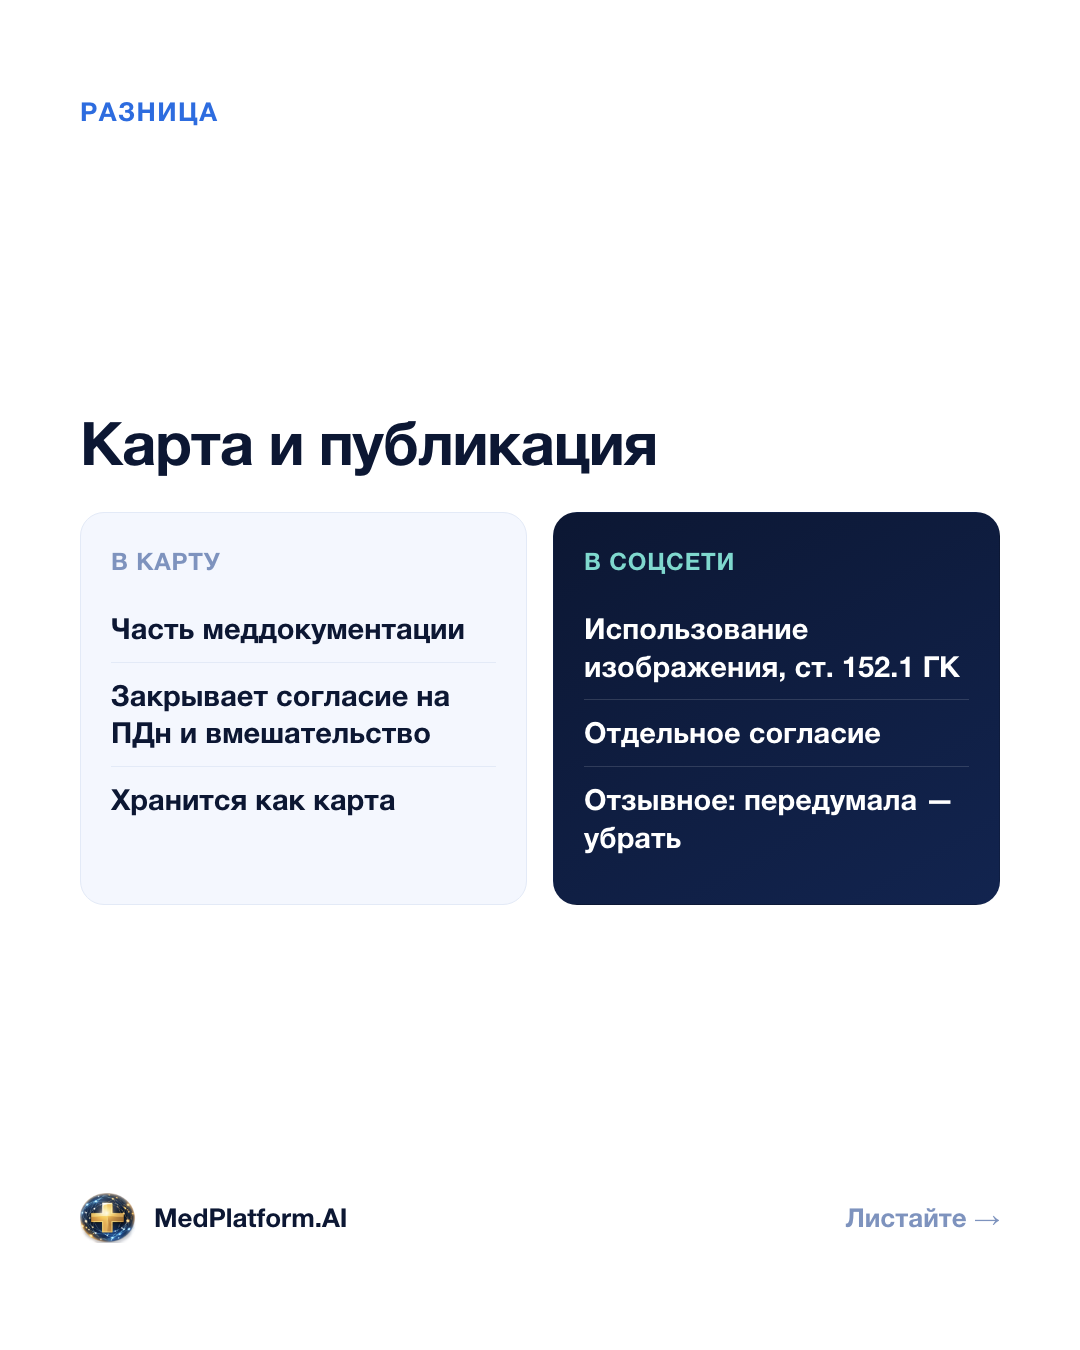 РАЗНИЦА
Карта и публикация
В КАРТУ
Часть меддокументации
Закрывает согласие на
ПДн и вмешательство
Хранится как карта
В СОЦСЕТИ
Использование
изображения, ст. 152.1 ГК
Отдельное согласие
Отзывное: передумала —
убрать
MedPlatform.AI
Листайте →